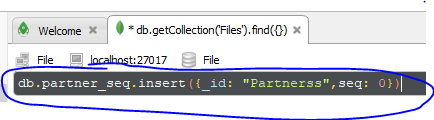 Welcome * db.getCollection('Files').find({})
File localhost:27017 File
db.partner_seq.insert({_id: "Partnerss",seq: 0})